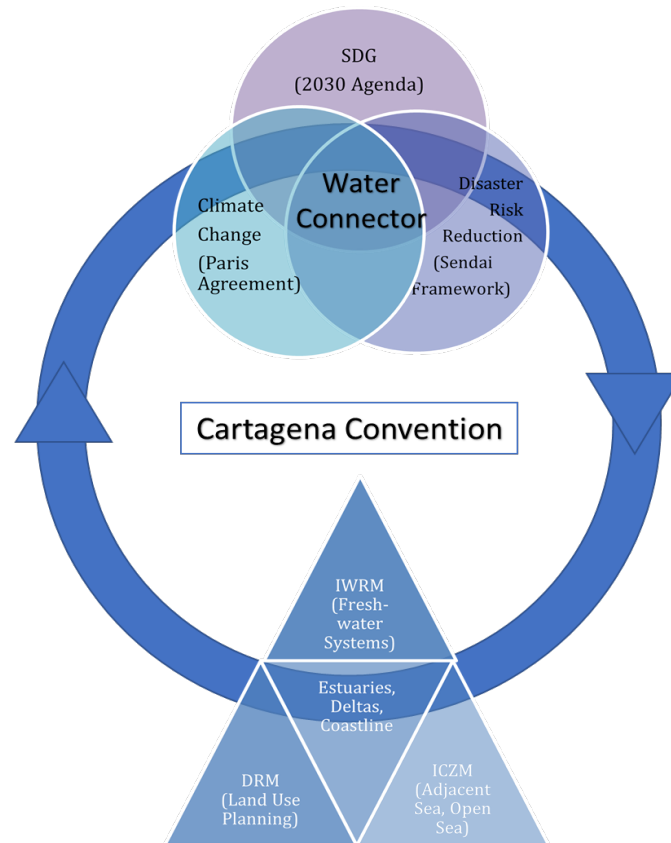 SDG
(2030 Agenda)
Water
Connector
Climate
Change
(Paris
Agreement)
Disaster
Risk
Reduction
(Sendai
Framework)
Cartagena Convention
IWRM
(Fresh-
water
Systems)
Estuaries,
Deltas,
Coastline
DRM
(Land Use
Planning)
ICZM
(Adjacent
Sea, Open
Sea)